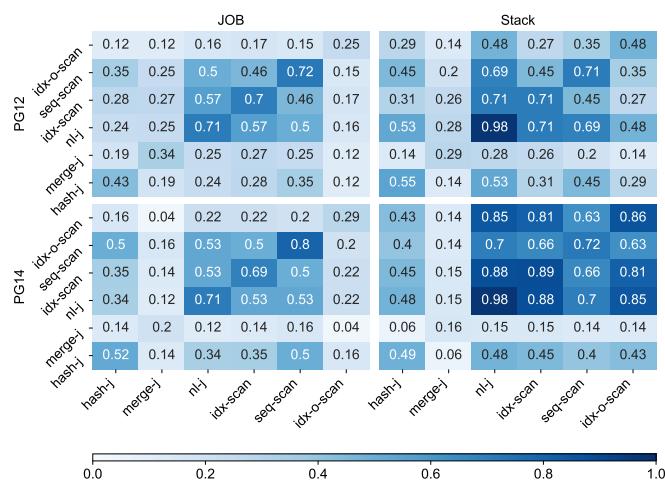 JOB Stack
PG12
idx-o-scan 0.12 0.12 0.16 0.17 0.15 0.25 0.29 0.14 0.48 0.27 0.35 0.48
seq-scan 0.35 0.25 0.5 0.46 0.72 0.15 0.45 0.2 0.69 0.45 0.71 0.35
idx-scan 0.28 0.27 0.57 0.7 0.46 0.17 0.31 0.26 0.71 0.71 0.45 0.27
nl-j 0.24 0.25 0.71 0.57 0.5 0.16 0.53 0.28 0.98 0.71 0.69 0.48
merge-j 0.19 0.34 0.25 0.27 0.25 0.12 0.14 0.29 0.28 0.26 0.2 0.14
hash-j 0.43 0.19 0.24 0.28 0.35 0.12 0.55 0.14 0.53 0.31 0.45 0.29
PG14
idx-o-scan 0.16 0.04 0.22 0.22 0.2 0.29 0.43 0.14 0.85 0.81 0.63 0.86
seq-scan 0.5 0.16 0.53 0.5 0.8 0.2 0.4 0.14 0.7 0.66 0.72 0.63
idx-scan 0.35 0.14 0.53 0.69 0.5 0.22 0.45 0.15 0.88 0.89 0.66 0.81
nl-j 0.34 0.12 0.71 0.53 0.53 0.22 0.48 0.15 0.98 0.88 0.7 0.85
merge-j 0.14 0.2 0.12 0.14 0.16 0.04 0.06 0.16 0.15 0.15 0.14 0.14
hash-j 0.52 0.14 0.34 0.35 0.5 0.16 0.49 0.06 0.48 0.45 0.4 0.43
hash-j merge-j nl-j idx-scan seq-scan idx-o-scan hash-j merge-j nl-j idx-scan seq-scan idx-o-scan
0.0 0.2 0.4 0.6 0.8 1.0